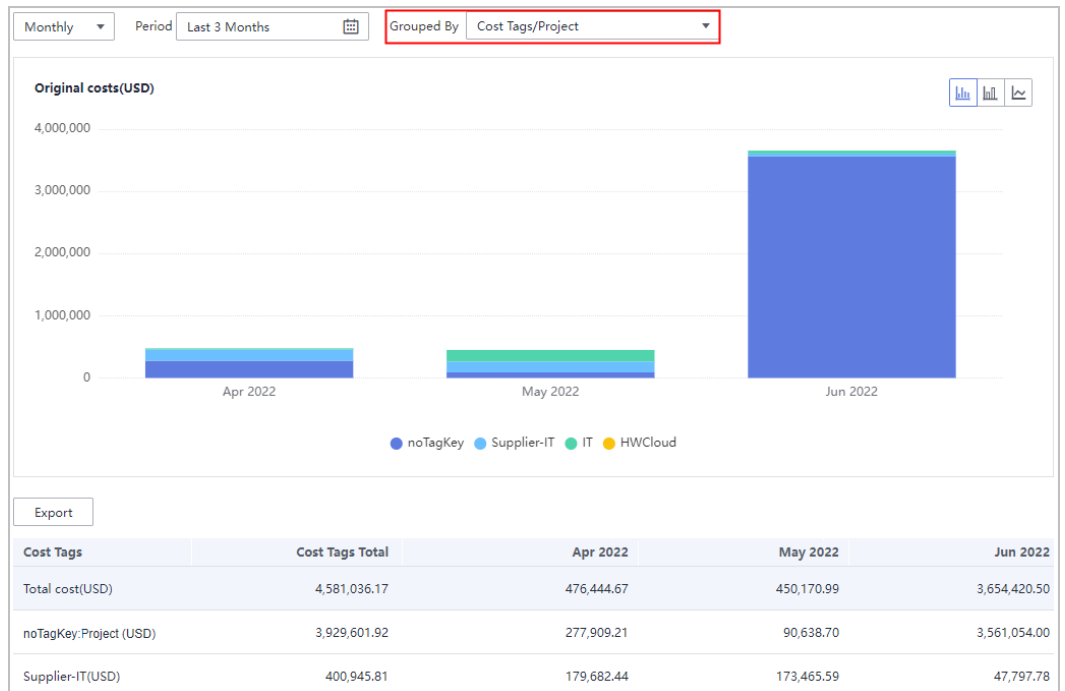 Monthly Period Last 3 Months Grouped By Cost Tags/Project
Original costs(USD)
4,000,000
3,000,000
2,000,000
1,000,000
0
Apr 2022 May 2022 Jun 2022
noTagKey Supplier-IT IT HWCloud
Export
Cost Tags Cost Tags Total Apr 2022 May 2022 Jun 2022
Total cost(USD) 4,581,036.17 476,444.67 450,170.99 3,654,420.50
noTagKey:Project (USD) 3,929,601.92 277,909.21 90,638.70 3,561,054.00
Supplier-IT(USD) 400,945.81 179,682.44 173,465.59 47,797.78